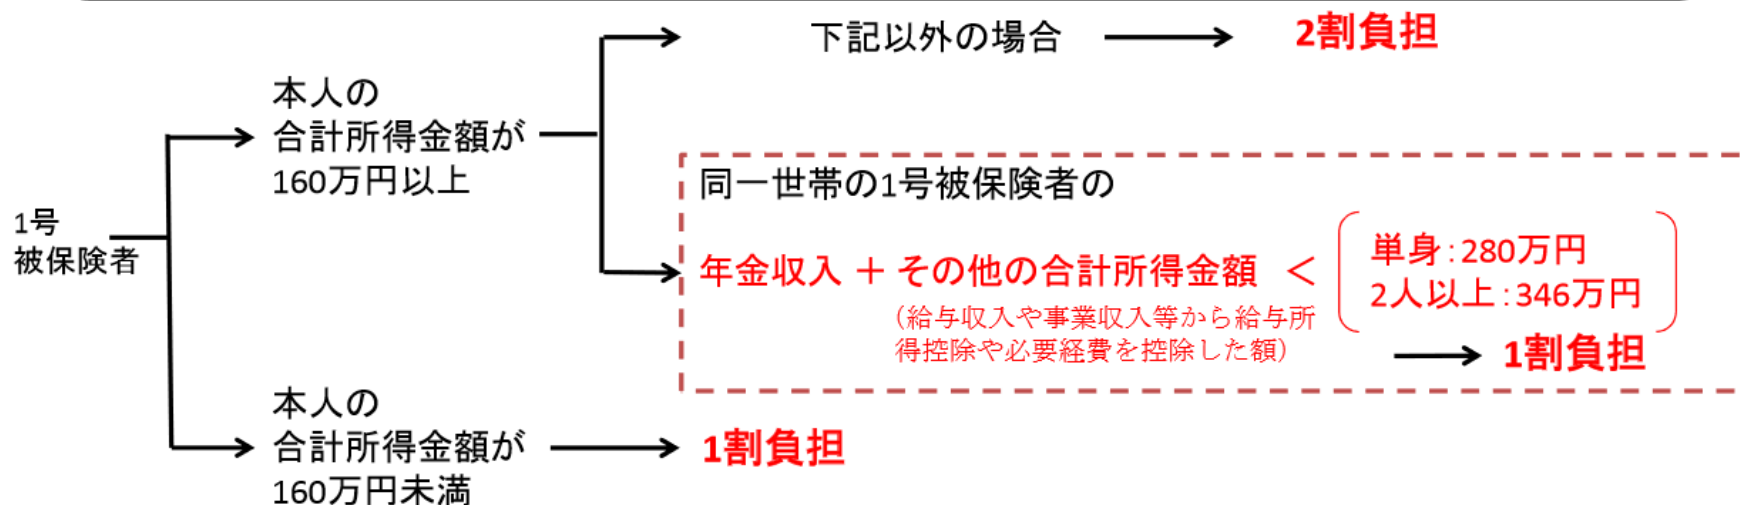 下記以外の場合
2割負担
本人の
合計所得金額が
160万円以上
同一世帯の1号被保険者の
1号
被保険者
年金収入 + その他の合計所得金額 <
単身:280万円
2人以上:346万円
(給与収入や事業収入等から給与所
得控除や必要経費を控除した額)
1割負担
本人の
合計所得金額が
160万円未満
1割負担